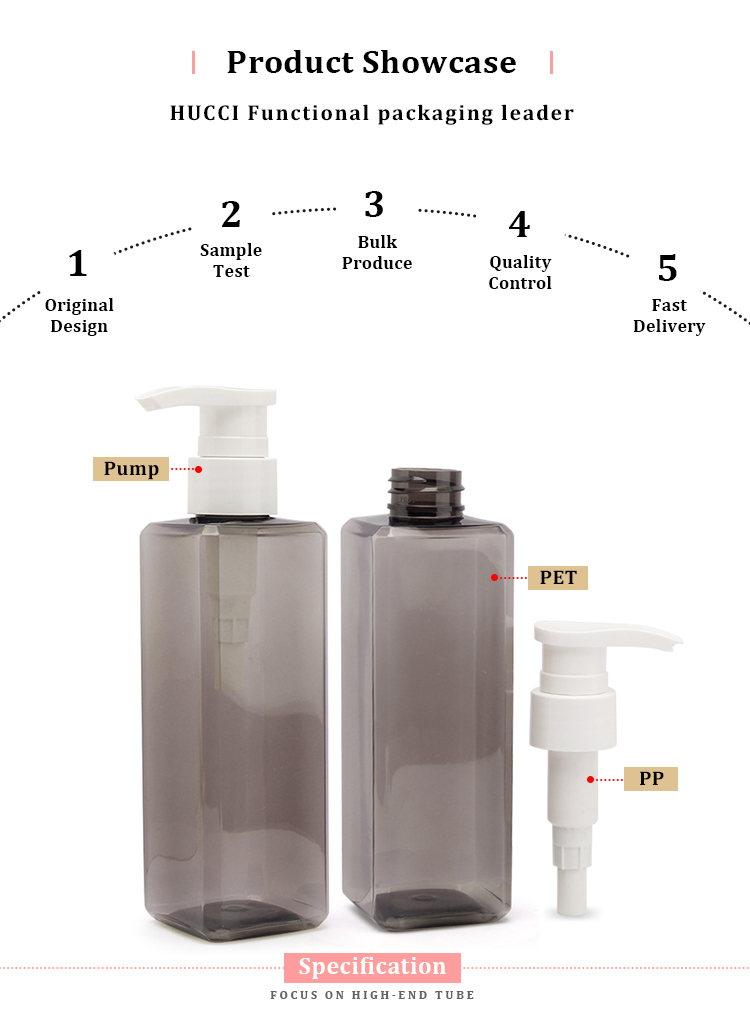 Product Showcase
HUCCI Functional packaging leader
1
Original
Design
2
Sample
Test
3
Bulk
Produce
4
Quality
Control
5
Fast
Delivery
Pump
PET
PP
Specification
FOCUS ON HIGH-END TUBE